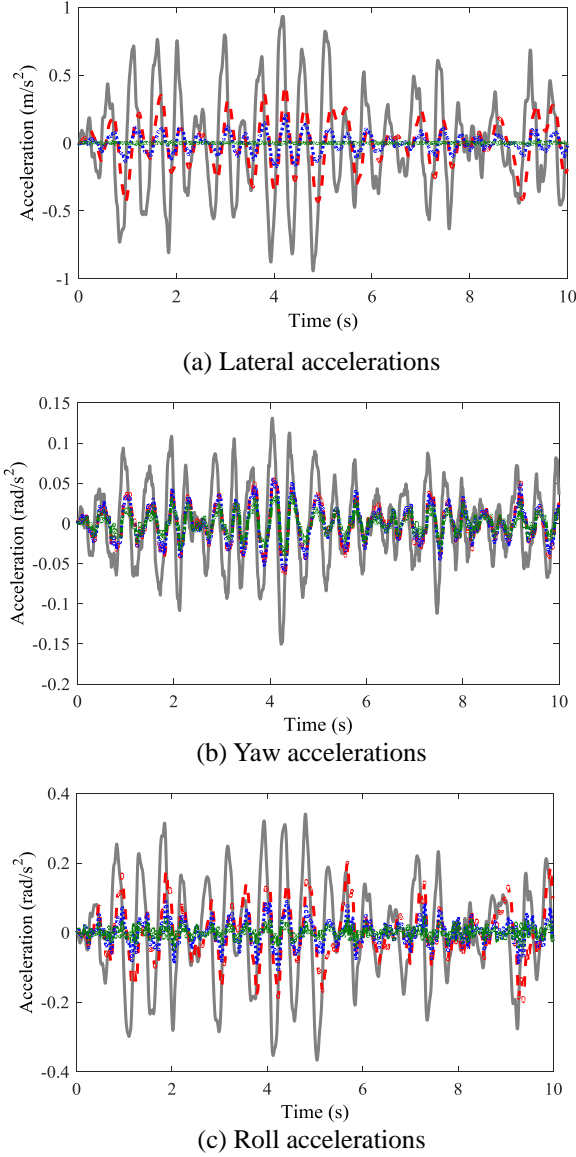 1
0.5
0
-0.5
-1
Acceleration (m/s²)
0 2 4 6 8 10
Time (s)
(a) Lateral accelerations
0.15
0.1
0.05
0
-0.05
-0.1
-0.15
-0.2
Acceleration (rad/s²)
0 2 4 6 8 10
Time (s)
(b) Yaw accelerations
0.4
0.2
0
-0.2
-0.4
Acceleration (rad/s²)
0 2 4 6 8 10
Time (s)
(c) Roll accelerations